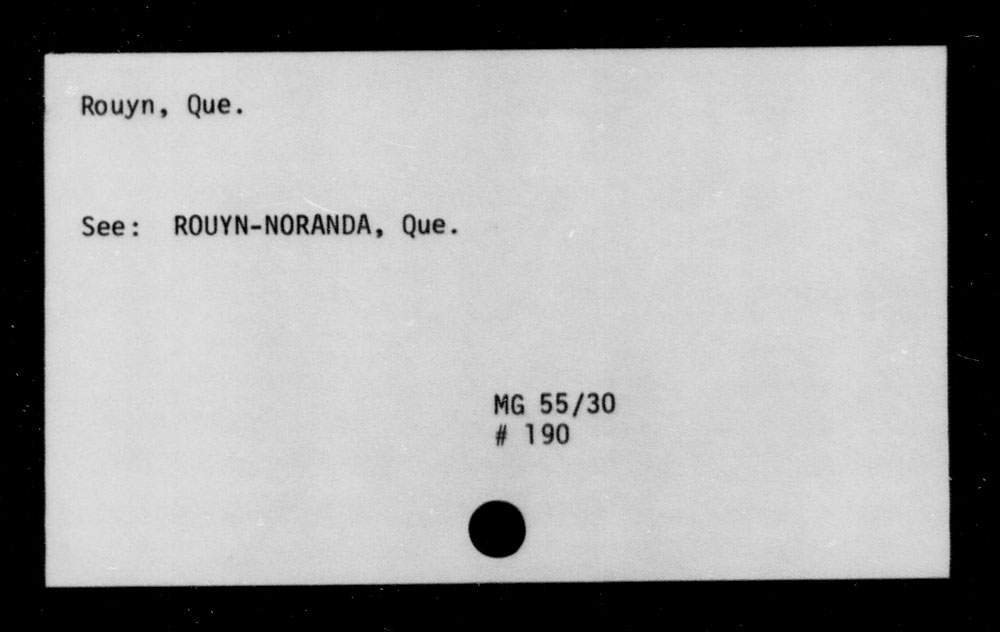 Rouyn, Que.
See: ROUYN-NORANDA, Que.
MG 55/30
# 190